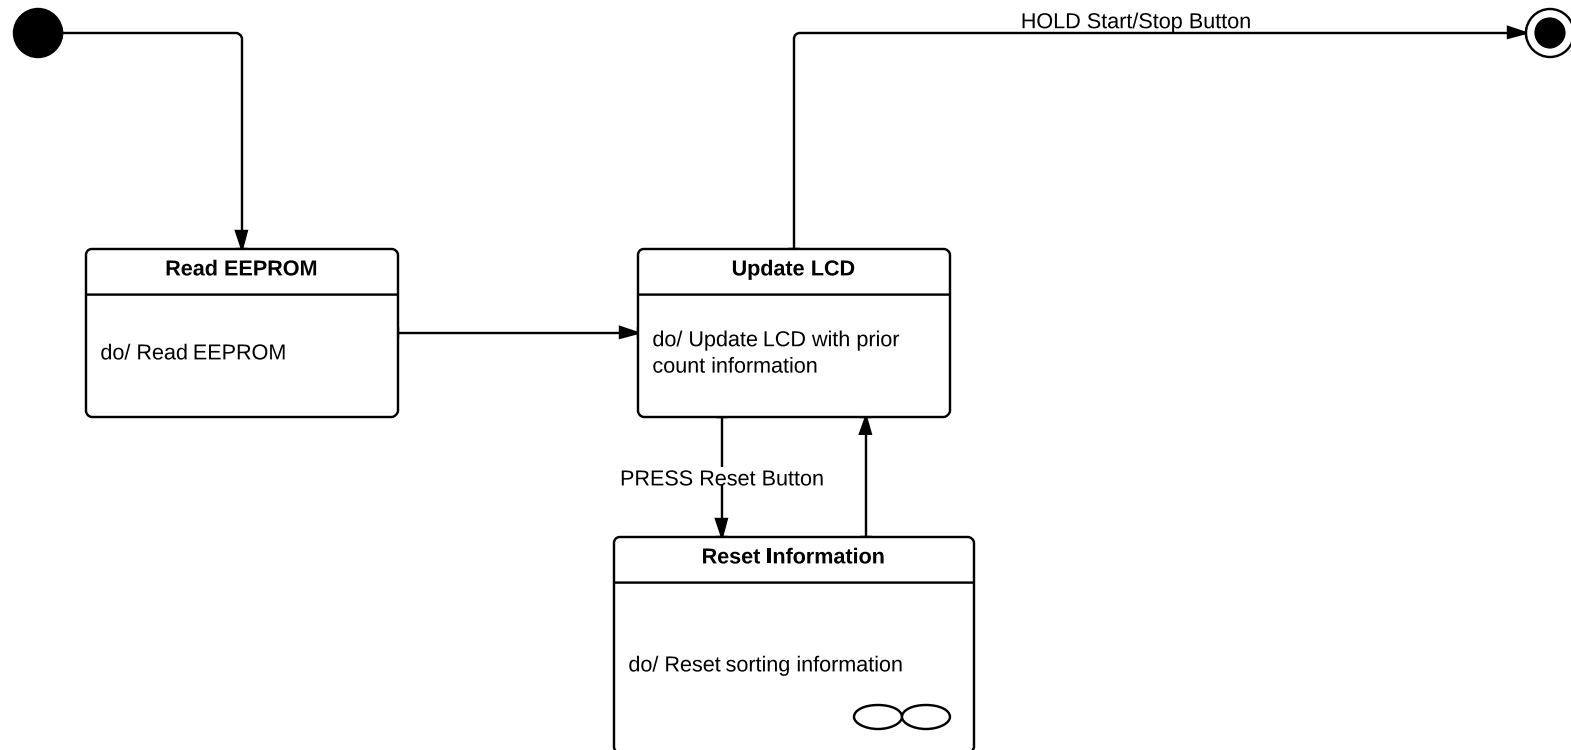 HOLD Start/Stop Button
Read EEPROM
do/ Read EEPROM
Update LCD
do/ Update LCD with prior
count information
PRESS Reset Button
Reset Information
do/ Reset sorting information